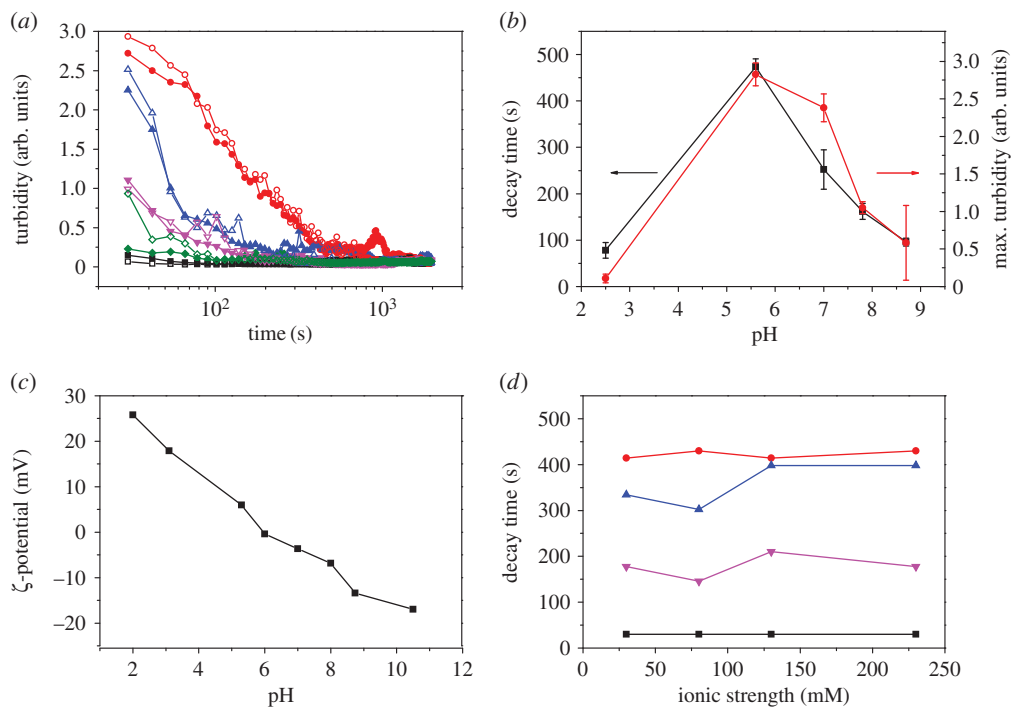 (a)
3.0
2.5
2.0
1.5
1.0
0.5
0
turbidity (arb. units)
10²
10³
time (s)
(b)
500
400
300
200
100
0
decay time (s)
3.0
2.5
2.0
1.5
1.0
0.5
0
max. turbidity (arb. units)
2 3 4 5 6 7 8 9
pH
(c)
30
20
10
0
–10
–20
ζ-potential (mV)
2 4 6 8 10 12
pH
(d)
500
400
300
200
100
0
decay time (s)
0 50 100 150 200 250
ionic strength (mM)